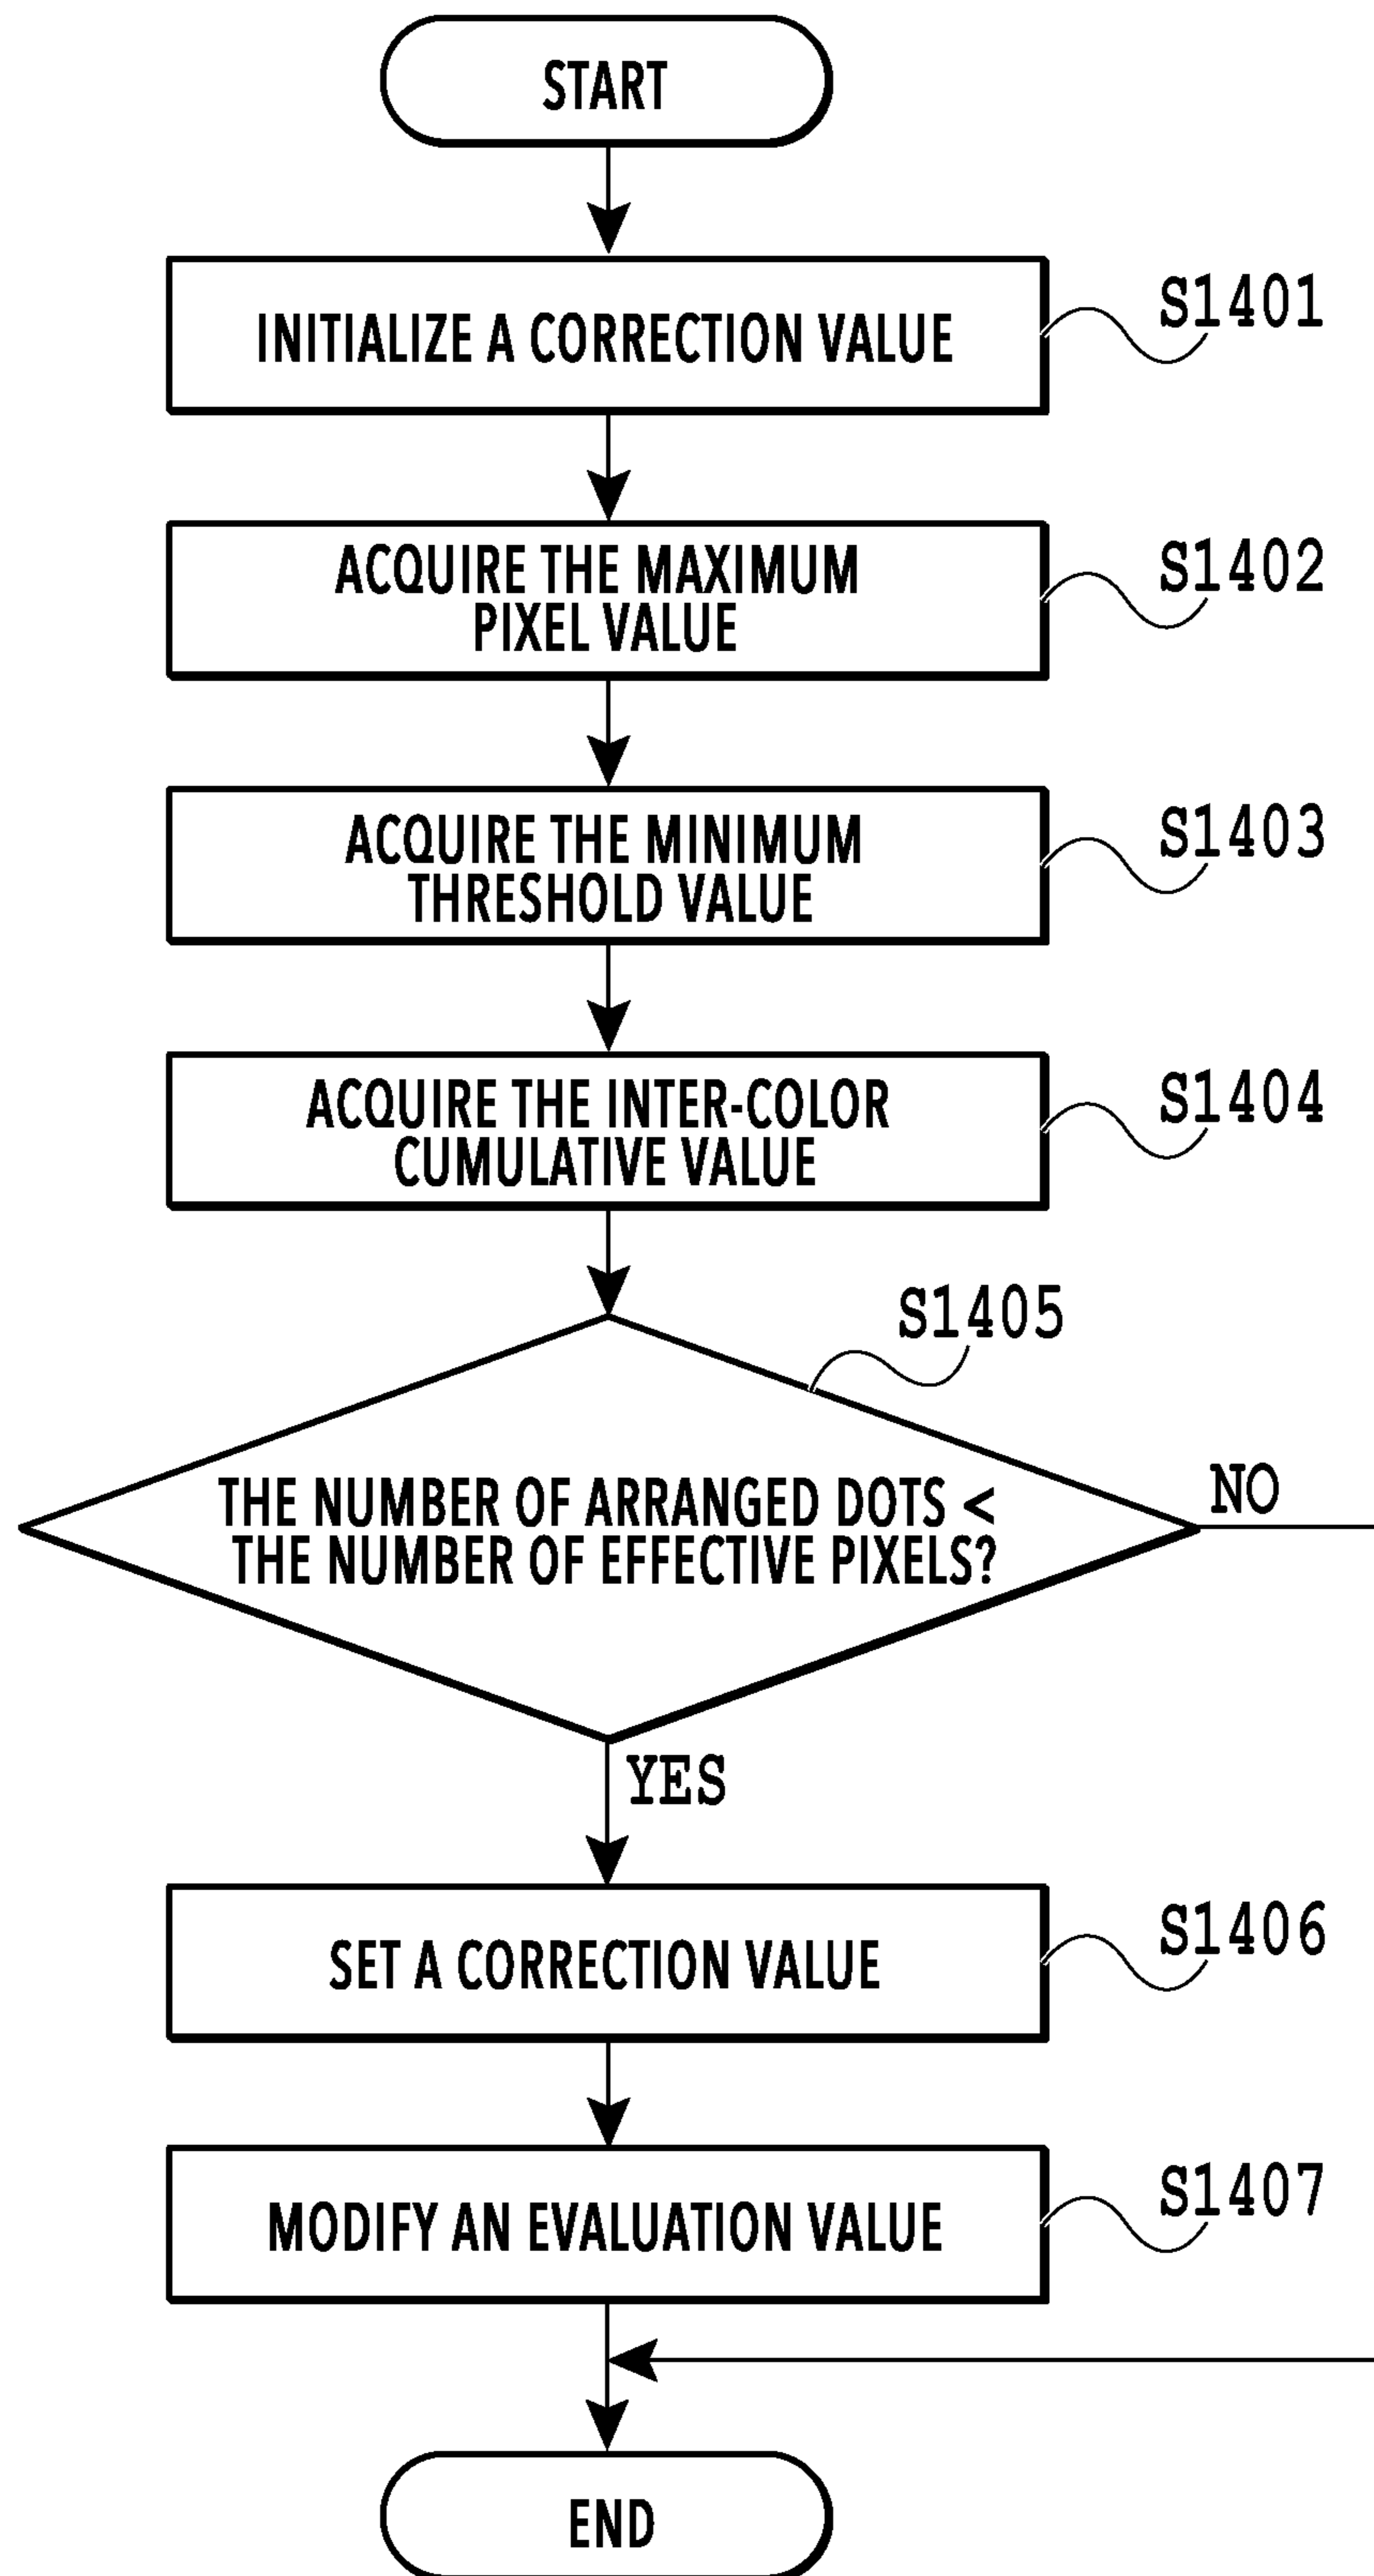 START
INITIALIZE A CORRECTION VALUE
S1401
ACQUIRE THE MAXIMUM
PIXEL VALUE
S1402
ACQUIRE THE MINIMUM
THRESHOLD VALUE
S1403
ACQUIRE THE INTER-COLOR
CUMULATIVE VALUE
S1404
S1405
THE NUMBER OF ARRANGED DOTS <
THE NUMBER OF EFFECTIVE PIXELS?
NO
YES
SET A CORRECTION VALUE
S1406
MODIFY AN EVALUATION VALUE
S1407
END